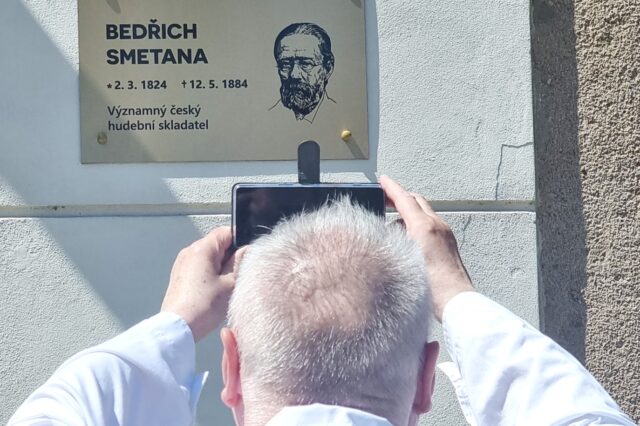 BEDŘICH
SMETANA
* 2. 3. 1824 † 12. 5. 1884
Významný český
hudební skladatel